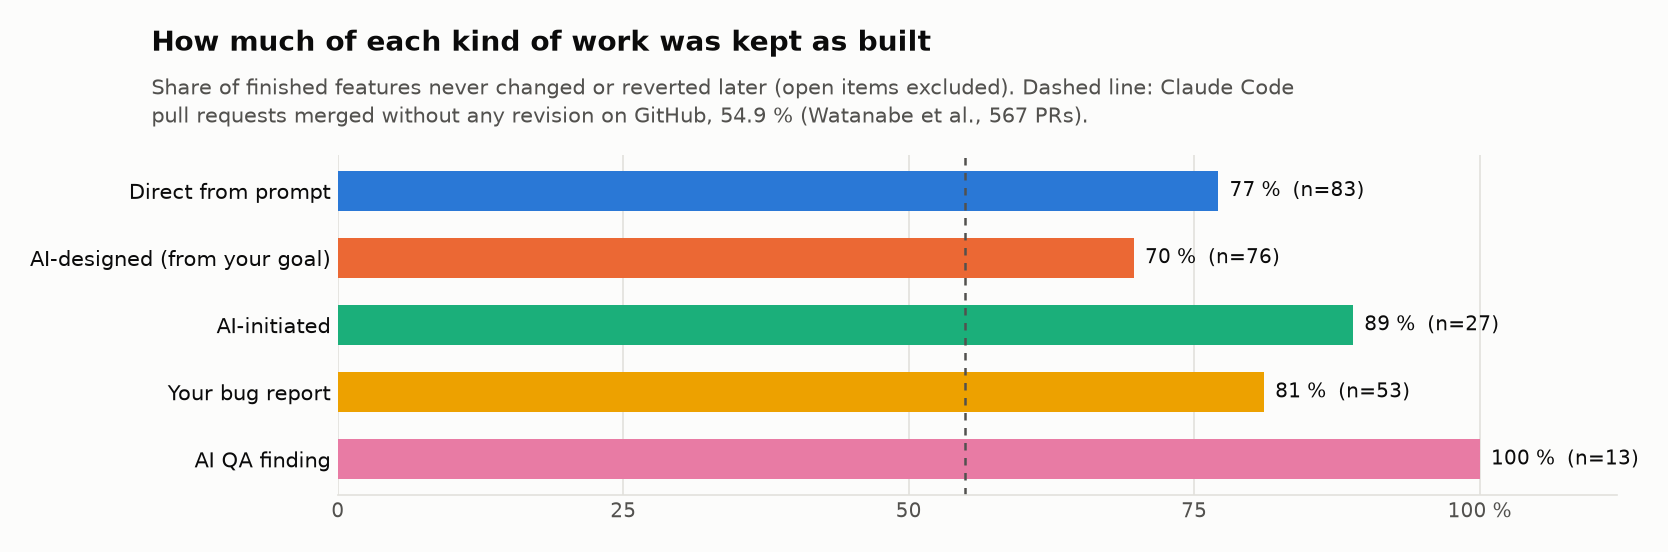 How much of each kind of work was kept as built
Share of finished features never changed or reverted later (open items excluded). Dashed line: Claude Code
pull requests merged without any revision on GitHub, 54.9 % (Watanabe et al., 567 PRs).
Direct from prompt
77 % (n=83)
AI-designed (from your goal)
70 % (n=76)
AI-initiated
89 % (n=27)
Your bug report
81 % (n=53)
AI QA finding
100 % (n=13)
0
25
50
75
100 %